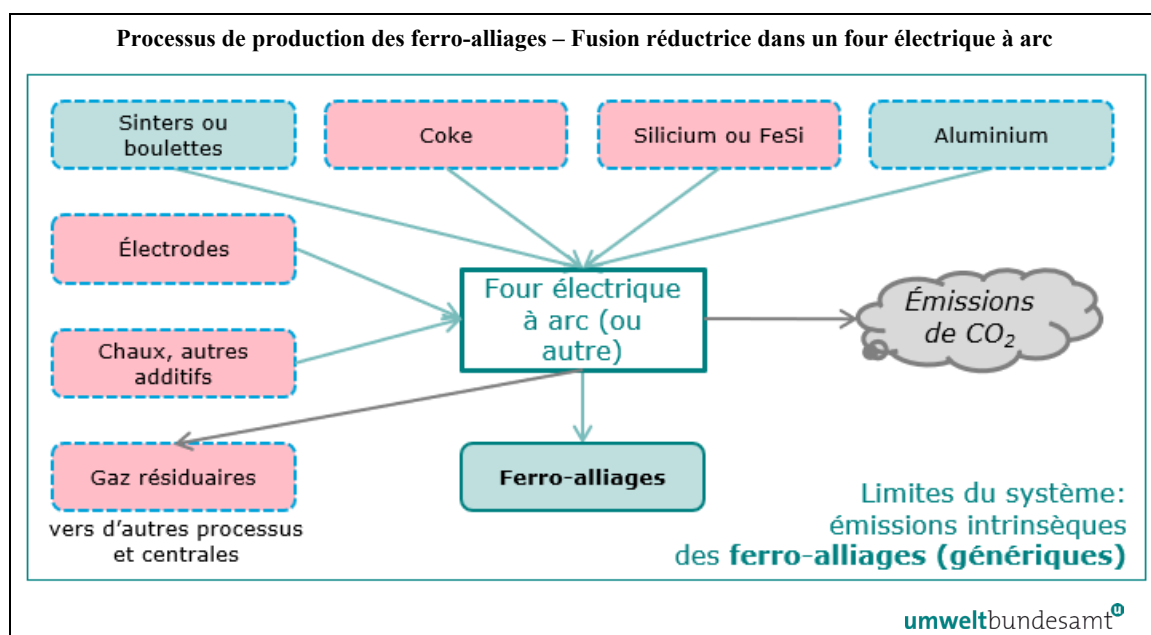 Processus de production des ferro-alliages – Fusion réductrice dans un four électrique à arc
Sinters ou
boulettes
Coke
Silicium ou FeSi
Aluminium
Électrodes
Four électrique
à arc (ou
autre)
Émissions
de CO₂
Chaux, autres
additifs
Gaz résiduaires
vers d'autres processus
et centrales
Ferro-alliages
Limites du système:
émissions intrinsèques
des ferro-alliages (génériques)
umweltbundesamt
u